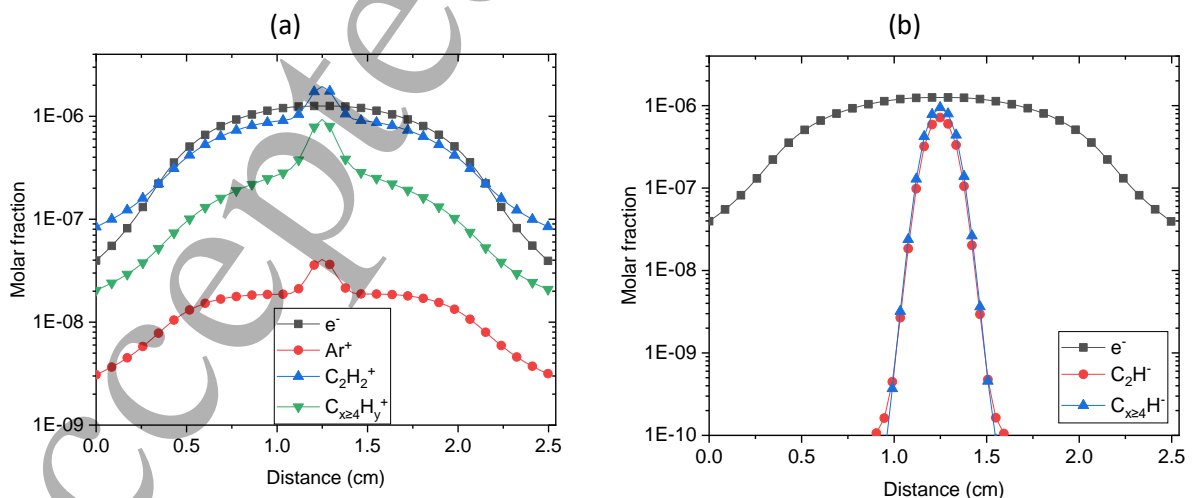 (a)
Molar fraction
1E-06
1E-07
1E-08
1E-09
0.0 0.5 1.0 1.5 2.0 2.5
Distance (cm)
e⁻
Ar⁺
C₂H₂⁺
Cₓ≥₄Hᵧ⁺
(b)
Molar fraction
1E-06
1E-07
1E-08
1E-09
1E-10
0.0 0.5 1.0 1.5 2.0 2.5
Distance (cm)
e⁻
C₂H⁻
Cₓ≥₄H⁻
ccepte